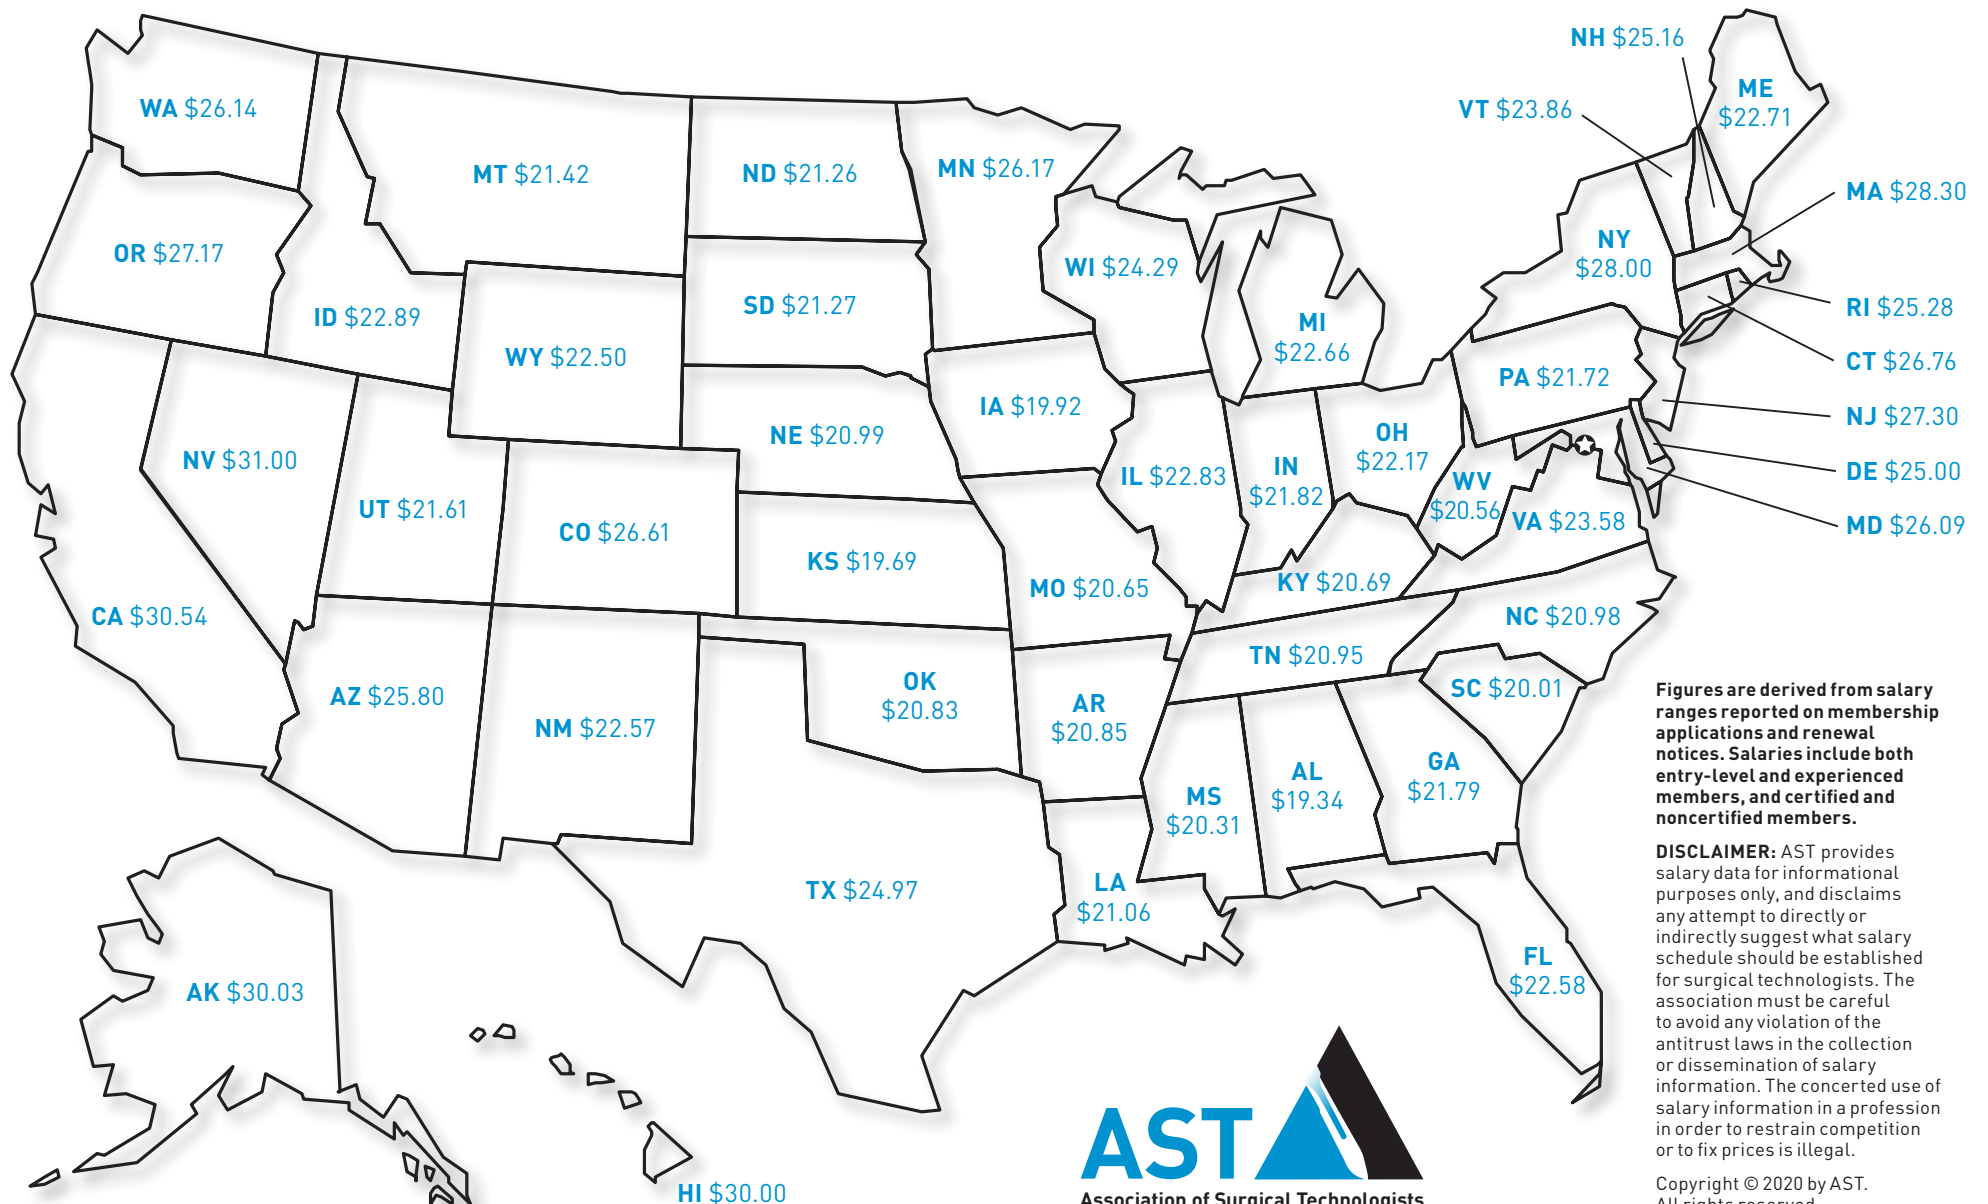 NH $25.16
ME
$22.71
VT $23.86
WA $26.14
MT $21.42
ND $21.26
MN $26.17
MA $28.30
OR $27.17
NY
$28.00
WI $24.29
ID $22.89
SD $21.27
MI
$22.66
RI $25.28
WY $22.50
CT $26.76
PA $21.72
IA $19.92
NJ $27.30
NE $20.99
OH
$22.17
NV $31.00
IL $22.83
IN
$21.82
DE $25.00
WV
$20.56
UT $21.61
CO $26.61
VA $23.58
MD $26.09
KS $19.69
KY $20.69
MO $20.65
CA $30.54
NC $20.98
TN $20.95
AZ $25.80
OK
$20.83
SC $20.01
AR
$20.85
NM $22.57
GA
$21.79
AL
$19.34
MS
$20.31
TX $24.97
LA
$21.06
FL
$22.58
AK $30.03
HI $30.00
Figures are derived from salary
ranges reported on membership
applications and renewal
notices. Salaries include both
entry-level and experienced
members, and certified and
noncertified members.
DISCLAIMER: AST provides
salary data for informational
purposes only, and disclaims
any attempt to directly or
indirectly suggest what salary
schedule should be established
for surgical technologists. The
association must be careful
to avoid any violation of the
antitrust laws in the collection
or dissemination of salary
information. The concerted use of
salary information in a profession
in order to restrain competition
or to fix prices is illegal.
Copyright © 2020 by AST.
All rights reserved
AST
Association of Surgical Technologists